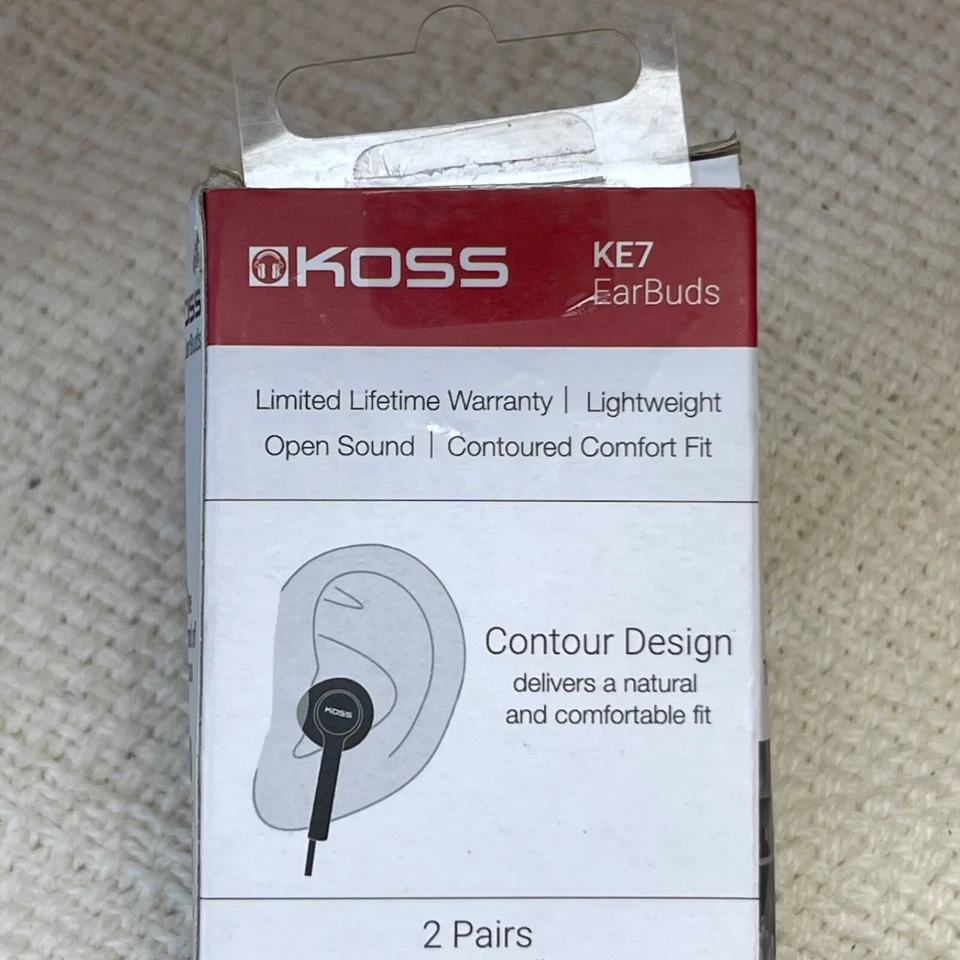 KOSS
KE7
EarBuds
Limited Lifetime Warranty | Lightweight
Open Sound | Contoured Comfort Fit
KOSS
Contour Design
delivers a natural
and comfortable fit
2 Pairs